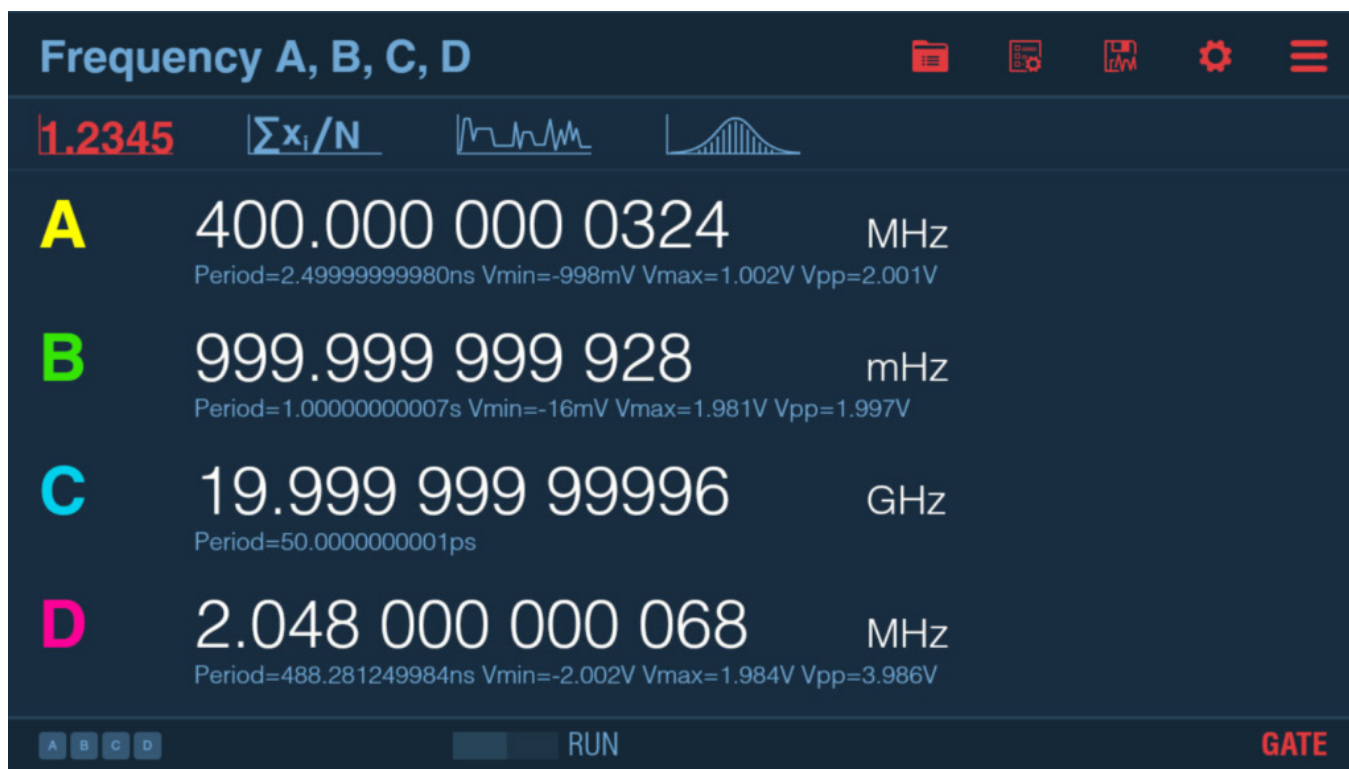 Frequency A, B, C, D
1.2345 ∑xᵢ/N
A 400.000 000 0324 MHz
Period=2.49999999980ns Vmin=-998mV Vmax=1.002V Vpp=2.001V
B 999.999 999 928 mHz
Period=1.00000000007s Vmin=-16mV Vmax=1.981V Vpp=1.997V
C 19.999 999 99996 GHz
Period=50.0000000001ps
D 2.048 000 000 068 MHz
Period=488.281249984ns Vmin=-2.002V Vmax=1.984V Vpp=3.986V
A B C D RUN GATE